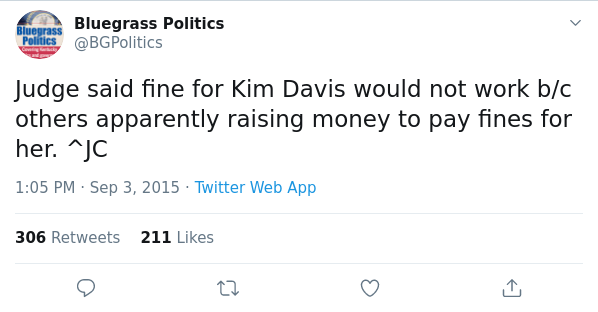 Bluegrass Politics
@BGPolitics
Bluegrass
Politics
Judge said fine for Kim Davis would not work b/c
others apparently raising money to pay fines for
her. ^JC
1:05 PM · Sep 3, 2015 · Twitter Web App
306 Retweets 211 Likes